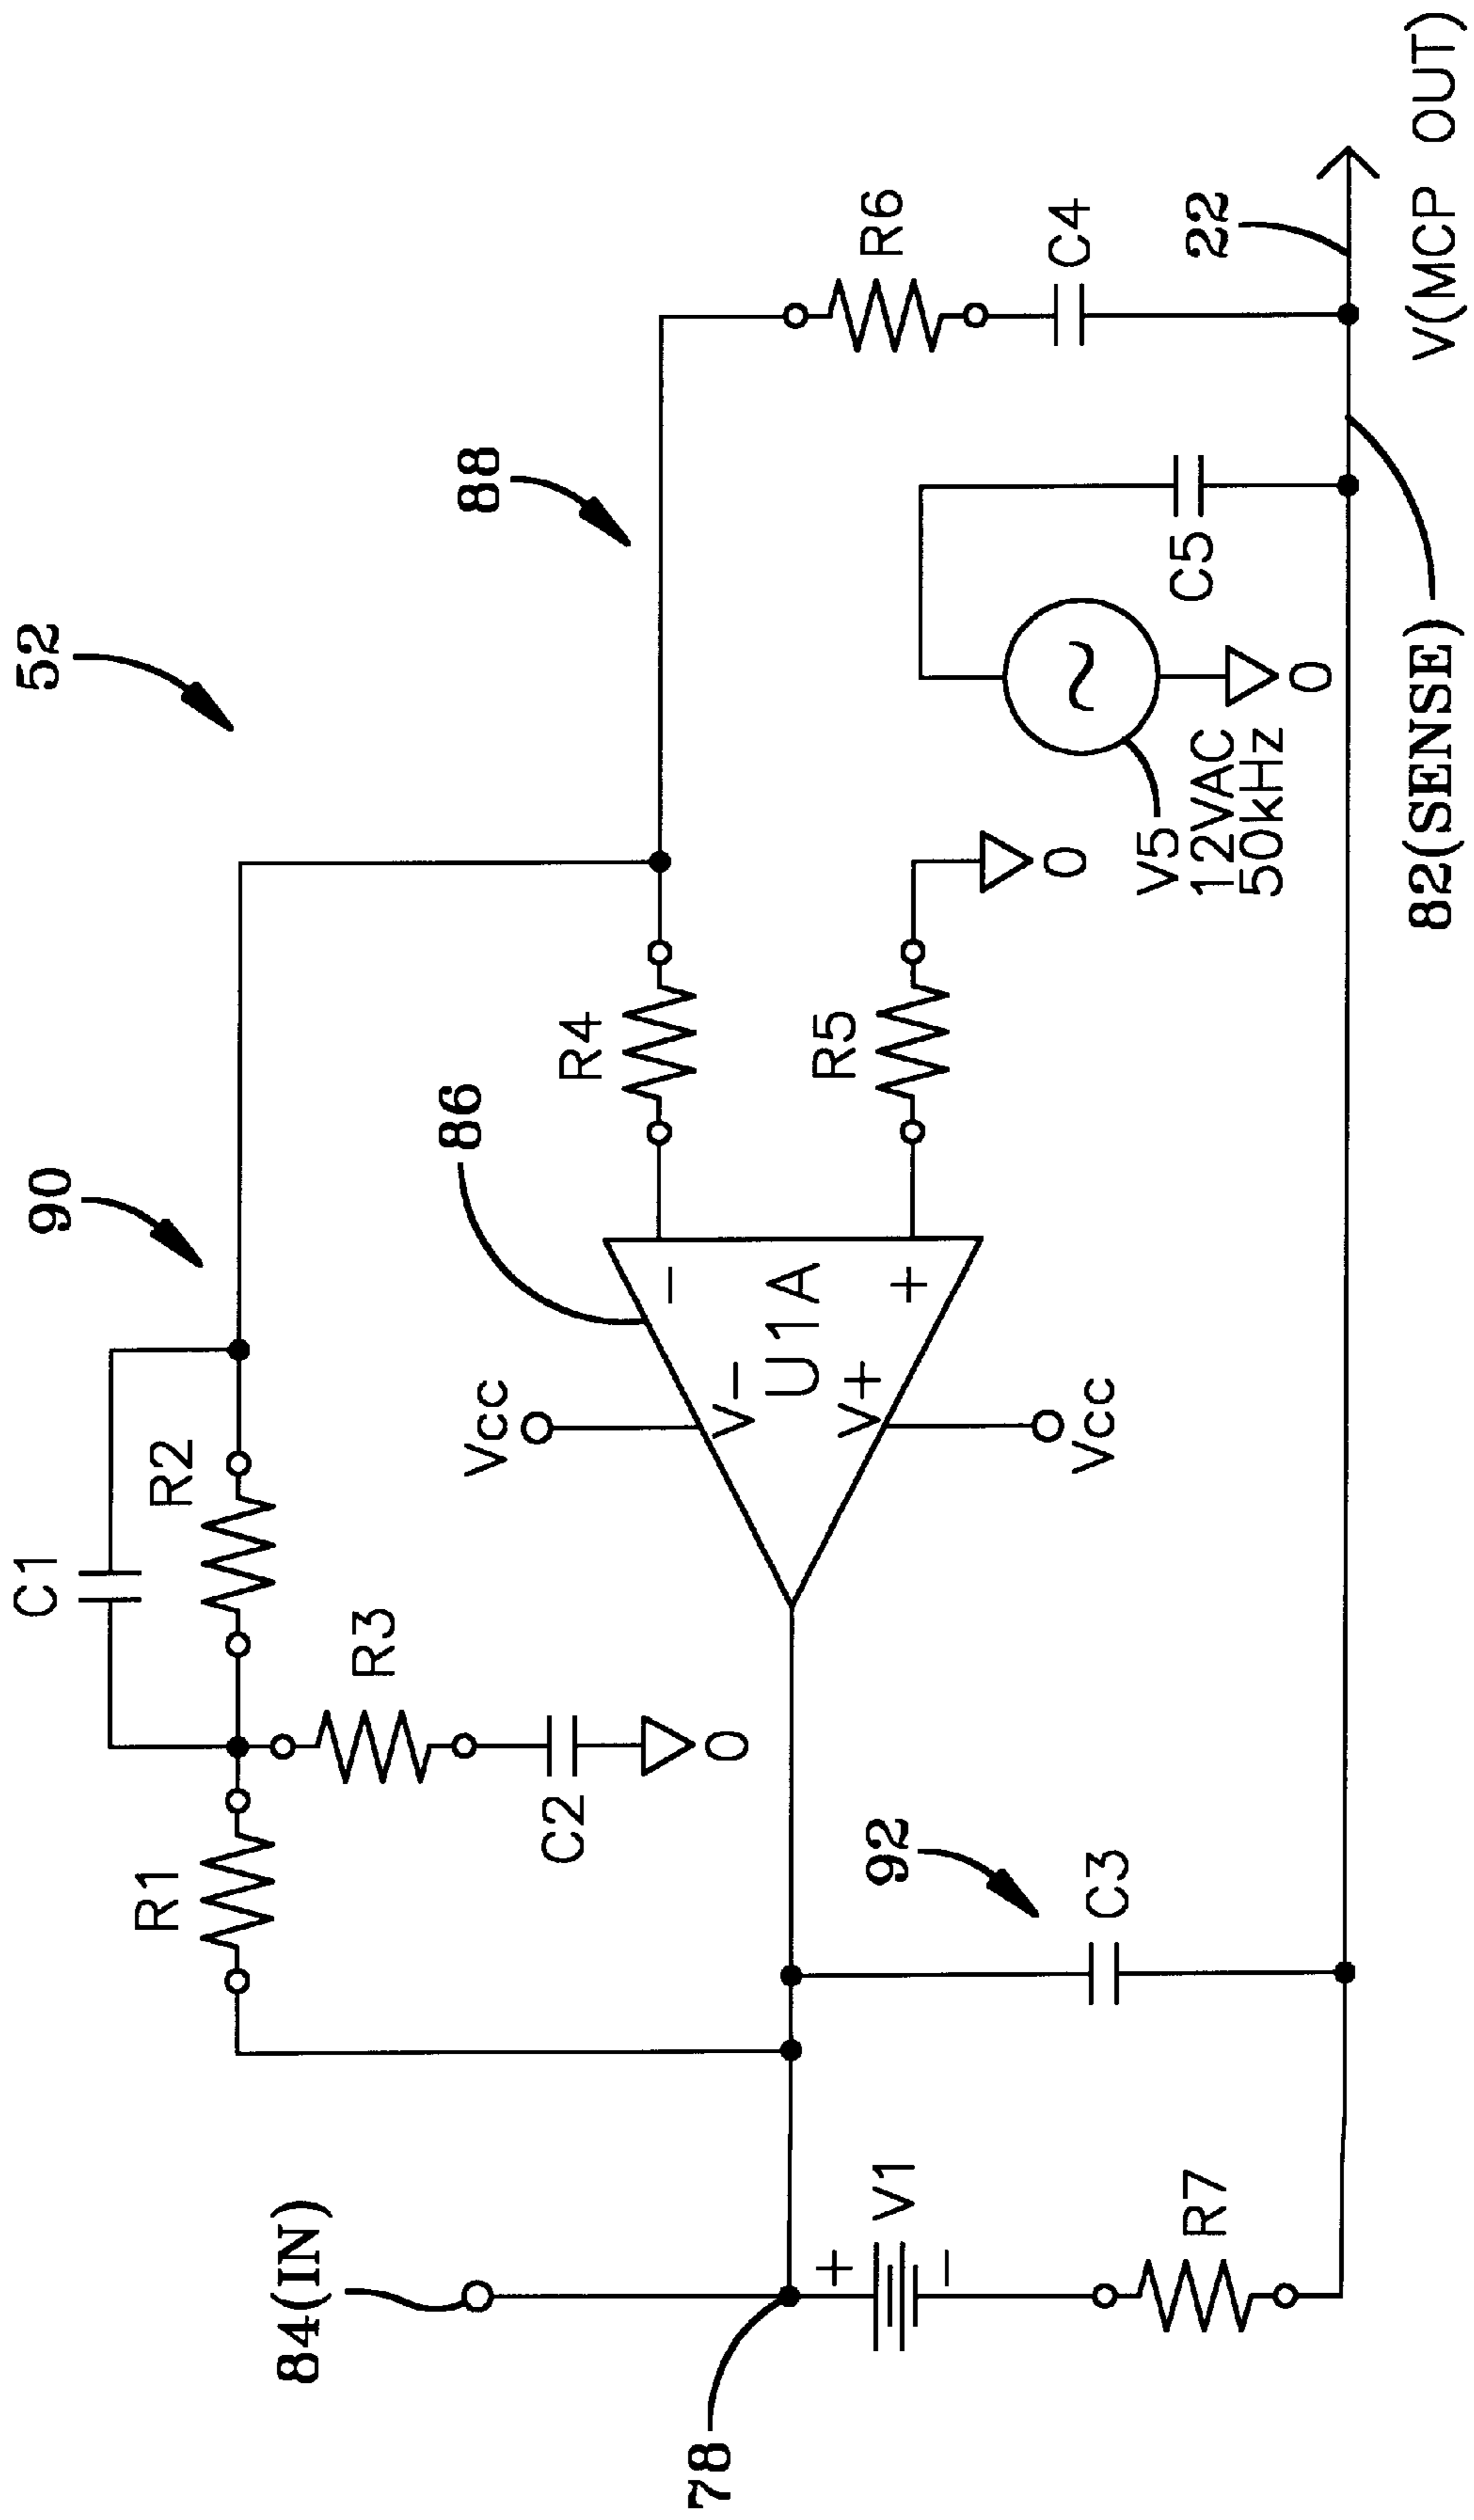 52
90
C1
R1
R2
R3
C2
0
88
86
R4
Vcc
V-
-
U1A
V+
+
Vcc
R5
0
R6
C4
84(IN)
78
+
V1
-
92
C3
V5
12VAC
50kHz
0
C5
R7
22
82(SENSE)
V(MCP OUT)